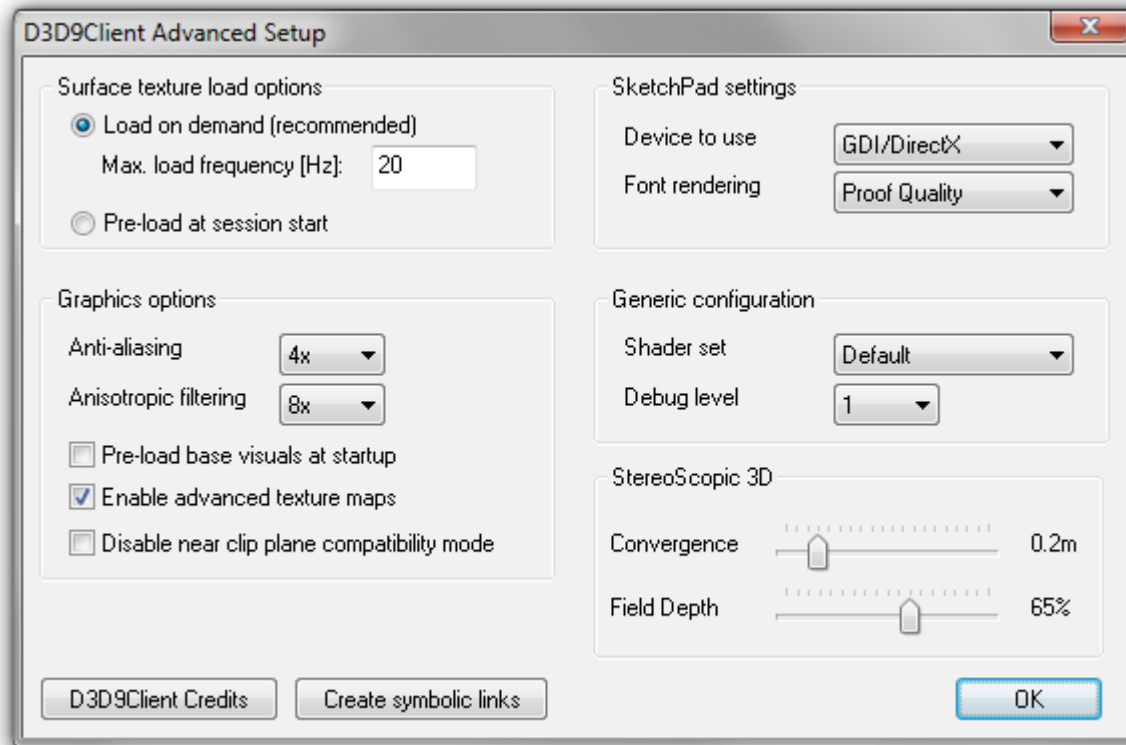 D3D9Client Advanced Setup
Surface texture load options
Load on demand (recommended)
Max. load frequency [Hz]: 20
Pre-load at session start
SketchPad settings
Device to use GDI/DirectX
Font rendering Proof Quality
Graphics options
Anti-aliasing 4x
Anisotropic filtering 8x
Pre-load base visuals at startup
Enable advanced texture maps
Disable near clip plane compatibility mode
Generic configuration
Shader set Default
Debug level 1
StereoScopic 3D
Convergence 0.2m
Field Depth 65%
D3D9Client Credits
Create symbolic links
OK